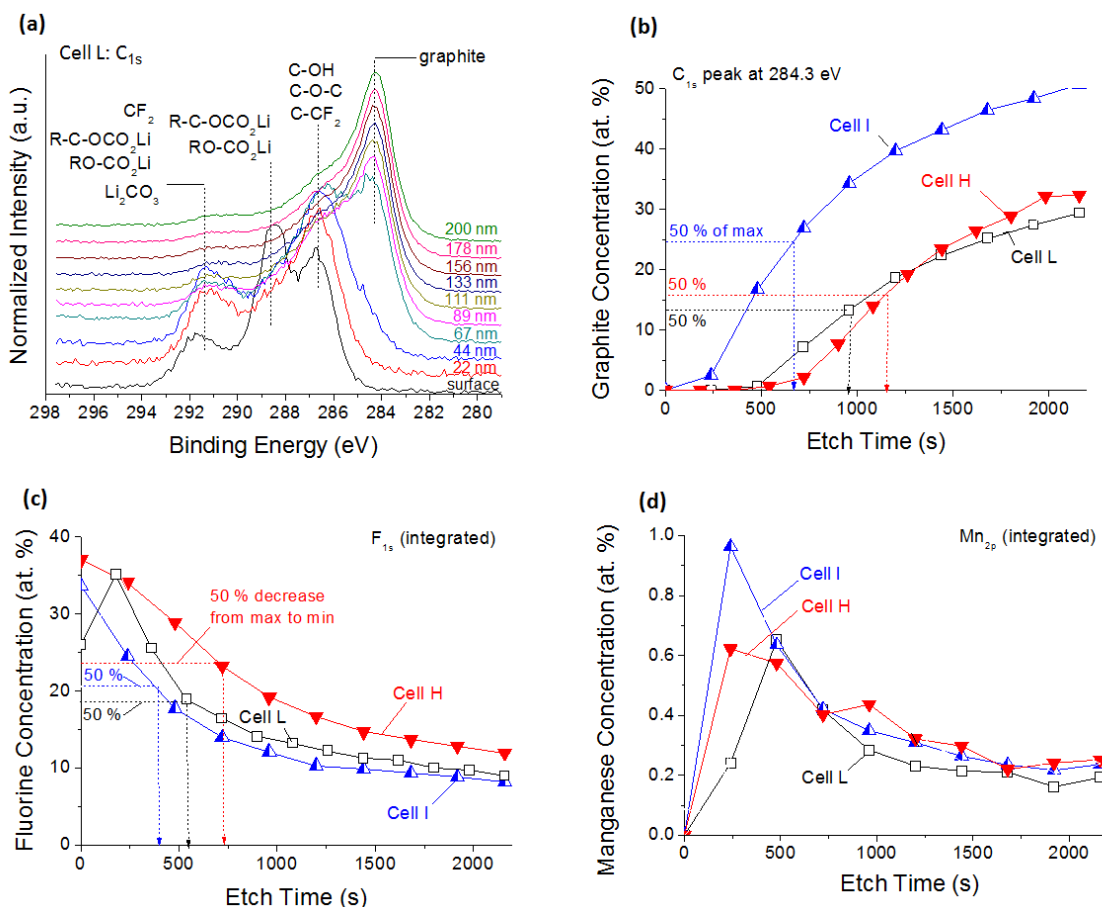 (a)
Cell L: C1s
graphite
C-OH
C-O-C
C-CF2
CF2
R-C-OCO2Li
RO-CO2Li
Li2CO3
R-C-OCO2Li
RO-CO2Li
200 nm
178 nm
156 nm
133 nm
111 nm
89 nm
67 nm
44 nm
22 nm
surface
Normalized Intensity (a.u.)
298 296 294 292 290 288 286 284 282 280
Binding Energy (eV)
(b)
C1s peak at 284.3 eV
Cell I
Cell H
Cell L
50 % of max
50 %
50 %
Graphite Concentration (at. %)
50
40
30
20
10
0
0 500 1000 1500 2000
Etch Time (s)
(c)
F1s (integrated)
50 % decrease
from max to min
50 %
50 %
Cell H
Cell L
Cell I
Fluorine Concentration (at. %)
40
30
20
10
0
0 500 1000 1500 2000
Etch Time (s)
(d)
Mn2p (integrated)
Cell I
Cell H
Cell L
Manganese Concentration (at. %)
1.0
0.8
0.6
0.4
0.2
0.0
0 500 1000 1500 2000
Etch Time (s)